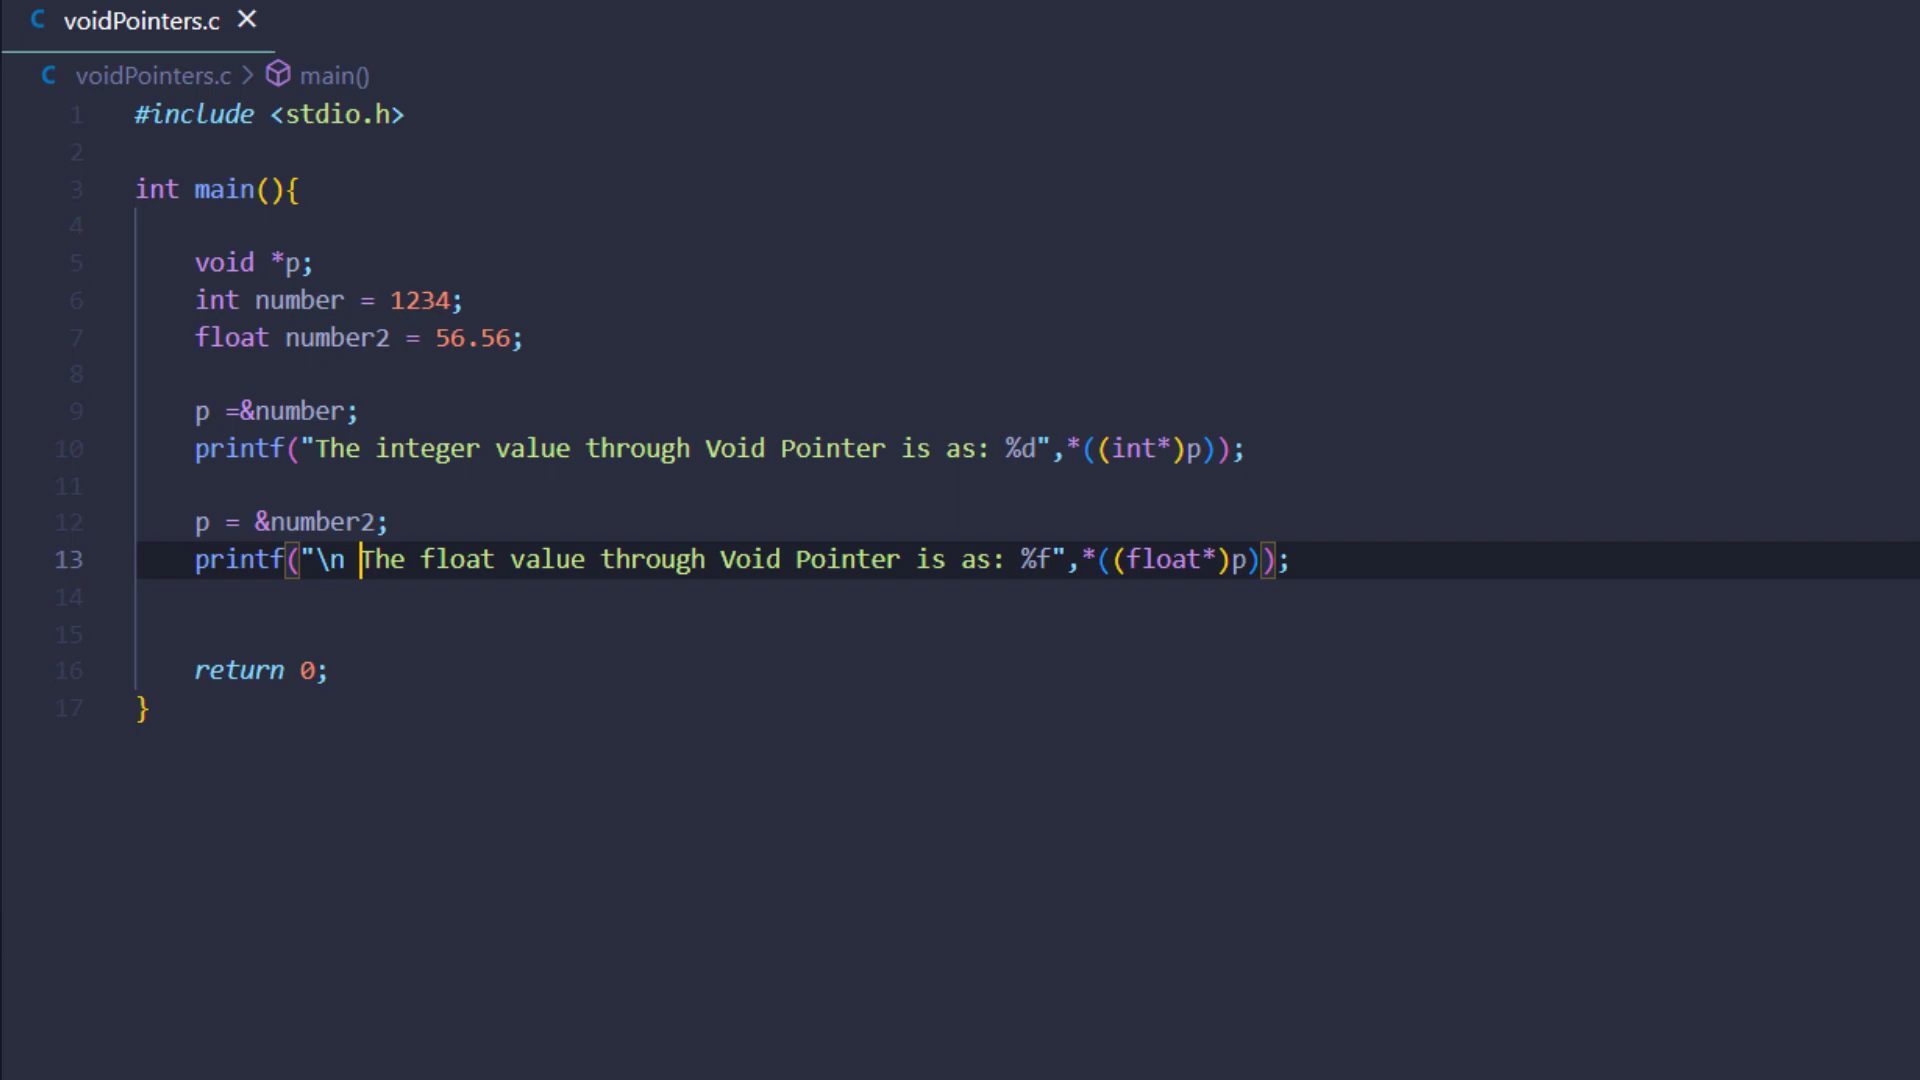 voidPointers.c ×
voidPointers.c > main()
1 #include <stdio.h>
2
3 int main(){
4
5 void *p;
6 int number = 1234;
7 float number2 = 56.56;
8
9 p =&number;
10 printf("The integer value through Void Pointer is as: %d",*((int*)p));
11
12 p = &number2;
13 printf("\n The float value through Void Pointer is as: %f",*((float*)p));
14
15
16 return 0;
17 }